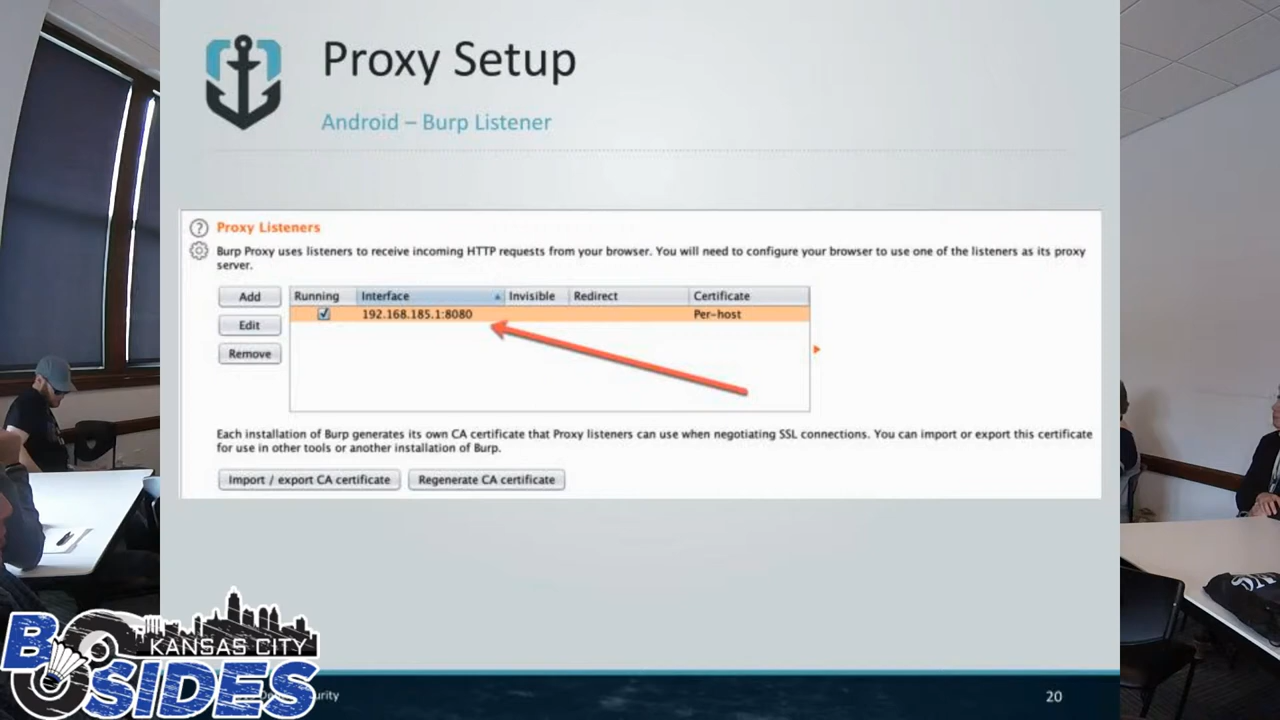 Proxy Setup
Android – Burp Listener
Proxy Listeners
Burp Proxy uses listeners to receive incoming HTTP requests from your browser. You will need to configure your browser to use one of the listeners as its proxy
server.
Add
Running Interface Invisible Redirect Certificate
192.168.185.1:8080 Per-host
Edit
Remove
Each installation of Burp generates its own CA certificate that Proxy listeners can use when negotiating SSL connections. You can import or export this certificate
for use in other tools or another installation of Burp.
Import / export CA certificate Regenerate CA certificate
KANSAS CITY
BSIDES
20